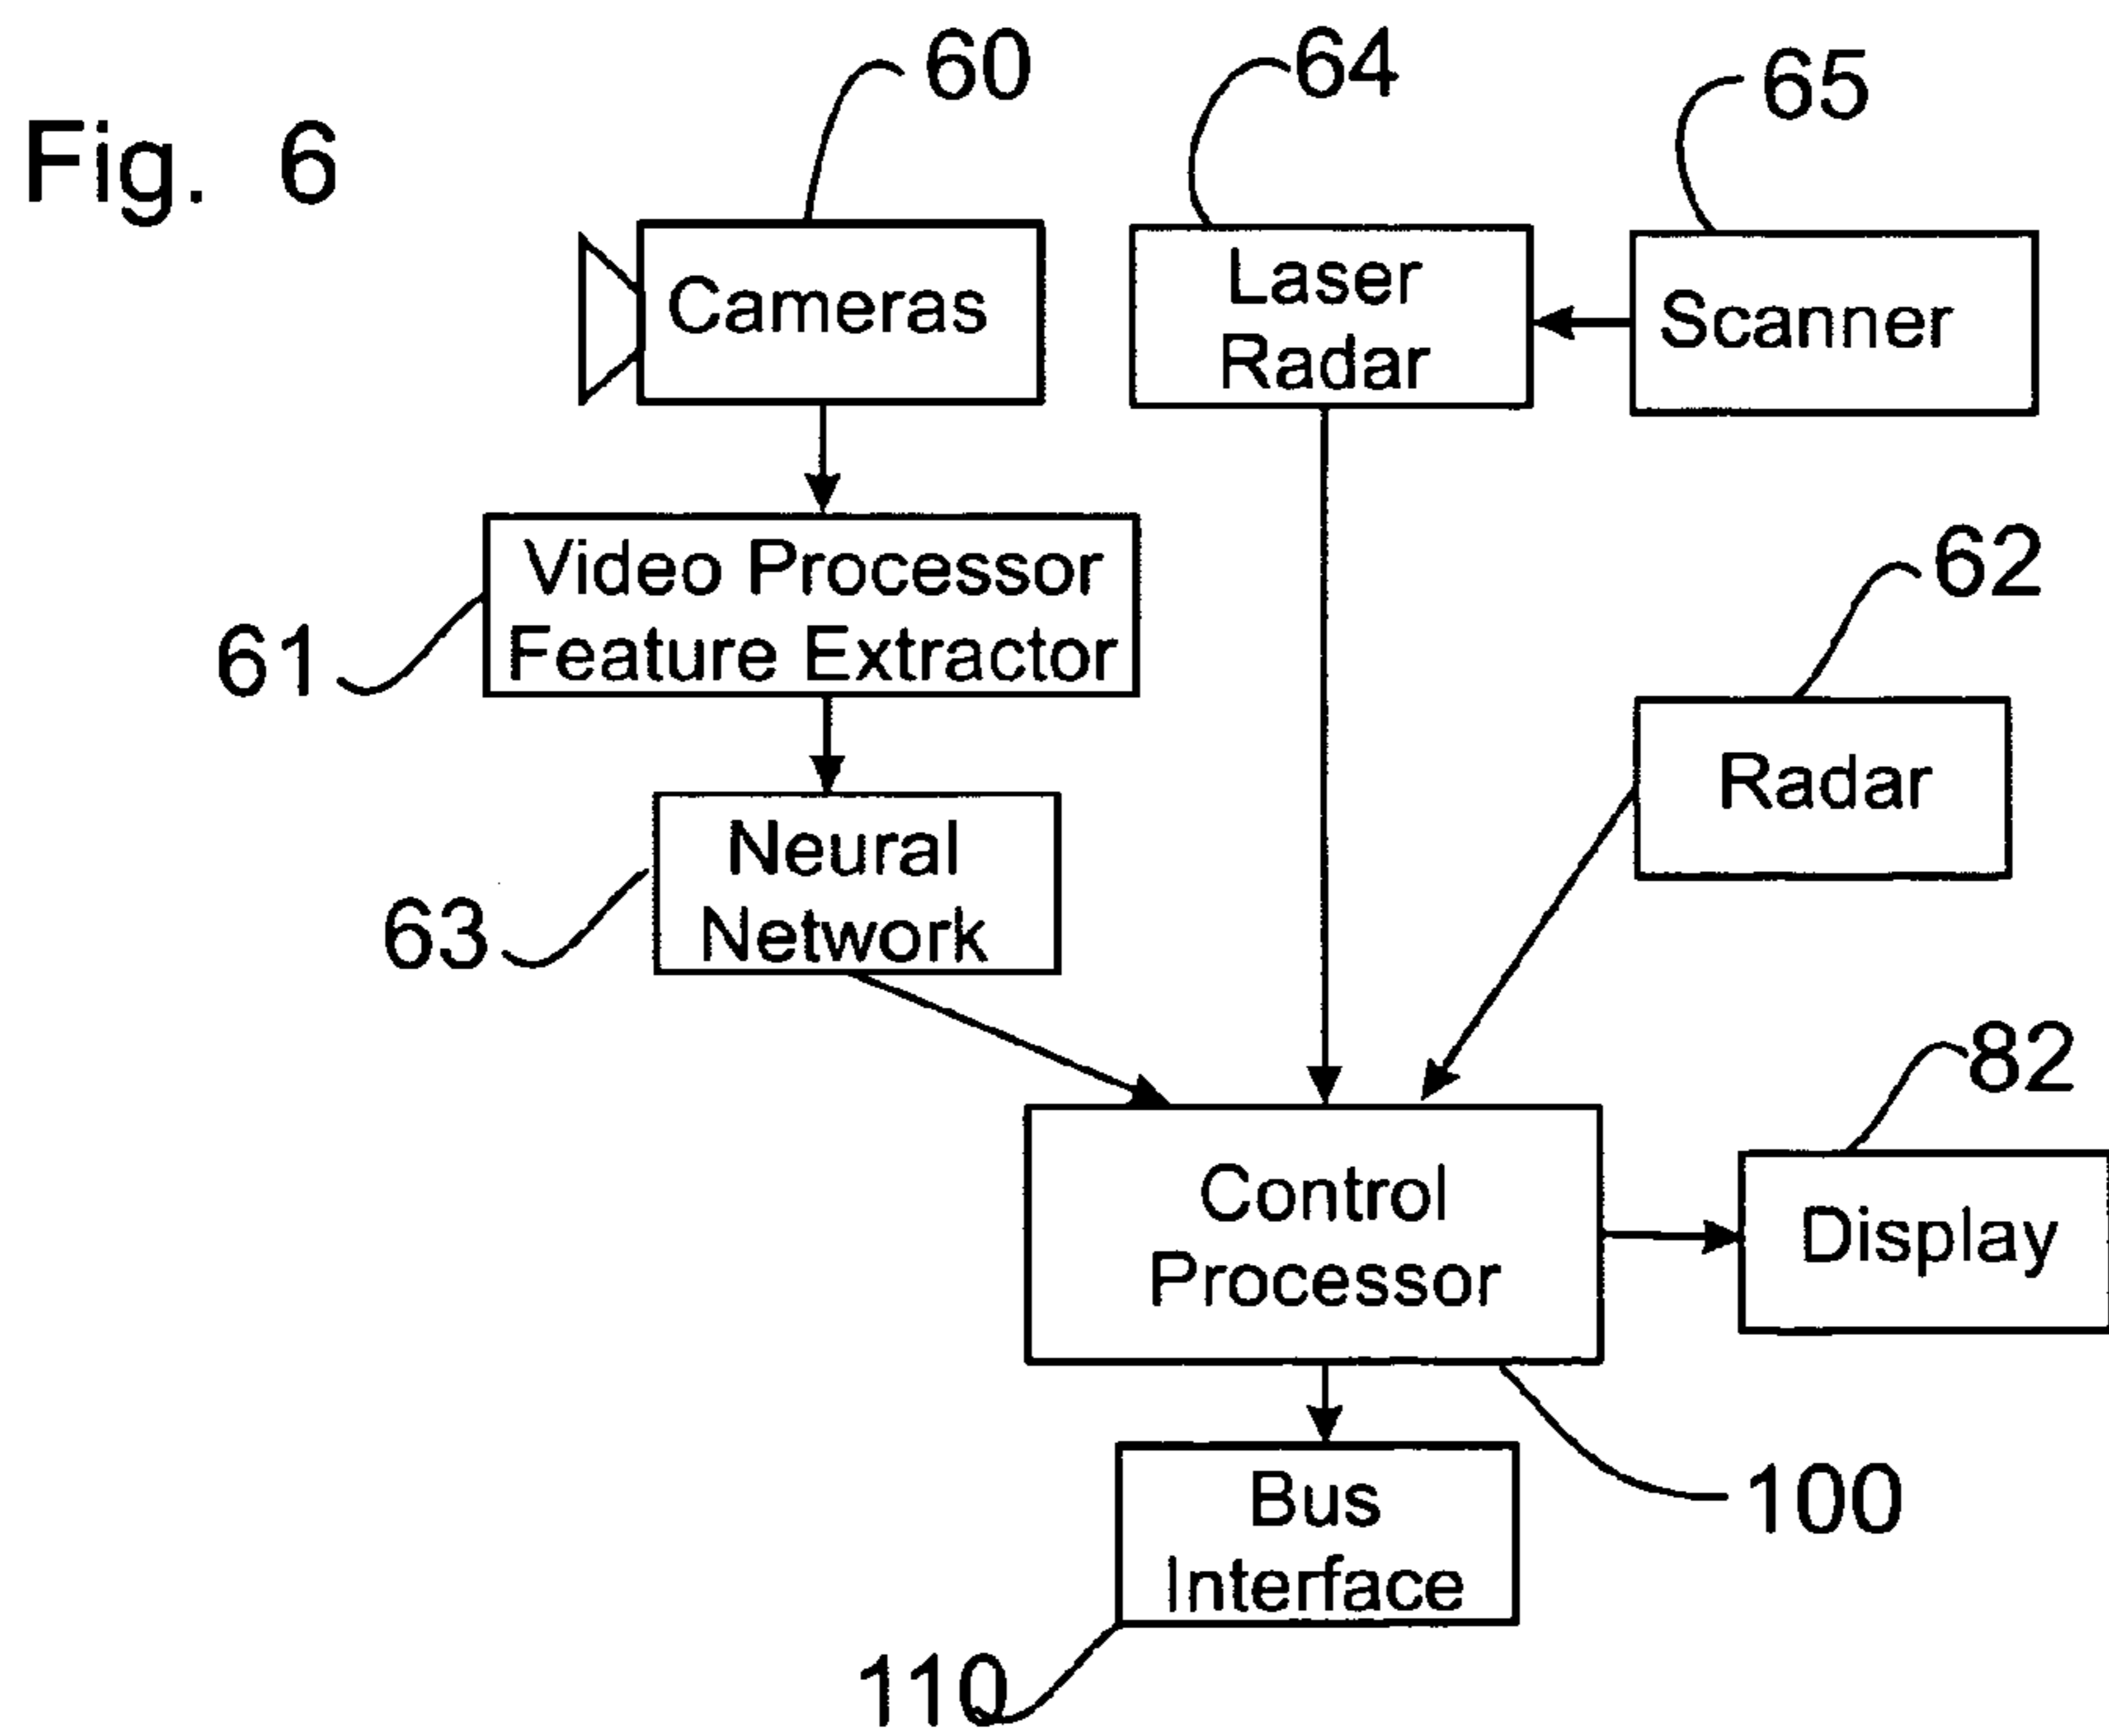 60
64
65
Fig. 6
Cameras
Laser
Radar
Scanner
62
Video Processor
Feature Extractor
61
Radar
Neural
Network
63
82
Control
Processor
Display
100
Bus
Interface
110